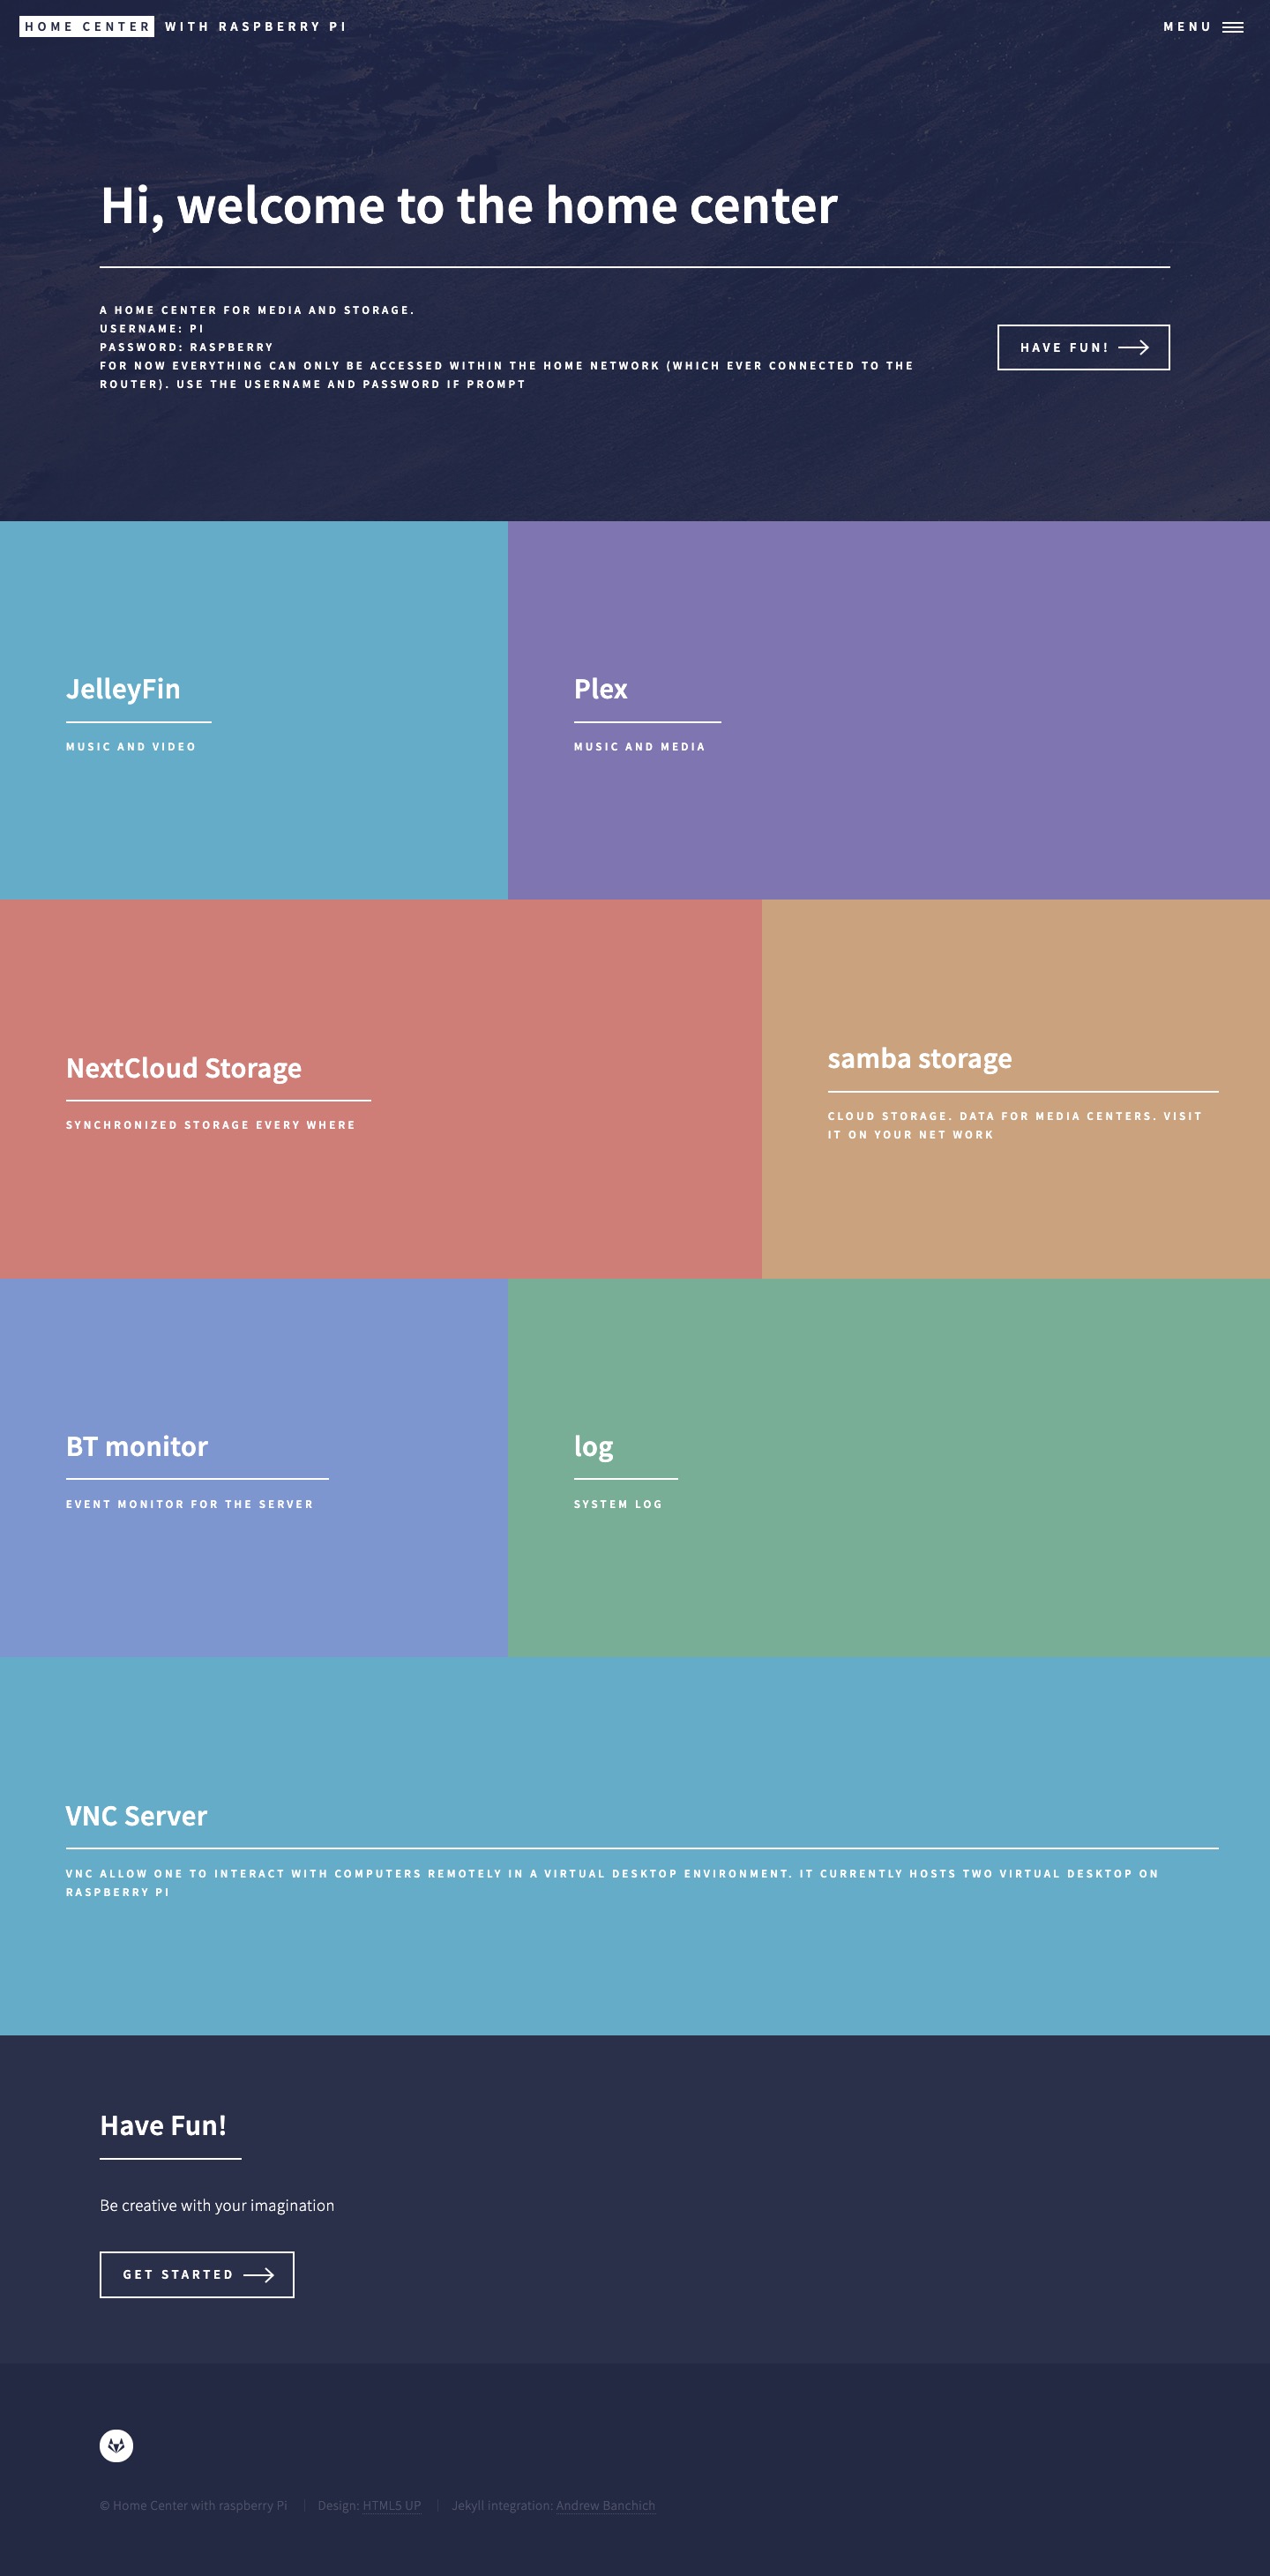 HOME CENTER WITH RASPBERRY PI
MENU
Hi, welcome to the home center
A HOME CENTER FOR MEDIA AND STORAGE.
USERNAME: PI
PASSWORD: RASPBERRY
FOR NOW EVERYTHING CAN ONLY BE ACCESSED WITHIN THE HOME NETWORK (WHICH EVER CONNECTED TO THE
ROUTER). USE THE USERNAME AND PASSWORD IF PROMPT
HAVE FUN!
JelleyFin
MUSIC AND VIDEO
Plex
MUSIC AND MEDIA
NextCloud Storage
SYNCHRONIZED STORAGE EVERY WHERE
samba storage
CLOUD STORAGE. DATA FOR MEDIA CENTERS. VISIT
IT ON YOUR NET WORK
BT monitor
EVENT MONITOR FOR THE SERVER
log
SYSTEM LOG
VNC Server
VNC ALLOW ONE TO INTERACT WITH COMPUTERS REMOTELY IN A VIRTUAL DESKTOP ENVIRONMENT. IT CURRENTLY HOSTS TWO VIRTUAL DESKTOP ON
RASPBERRY PI
Have Fun!
Be creative with your imagination
GET STARTED
© Home Center with raspberry Pi | Design: HTML5 UP | Jekyll integration: Andrew Banchich